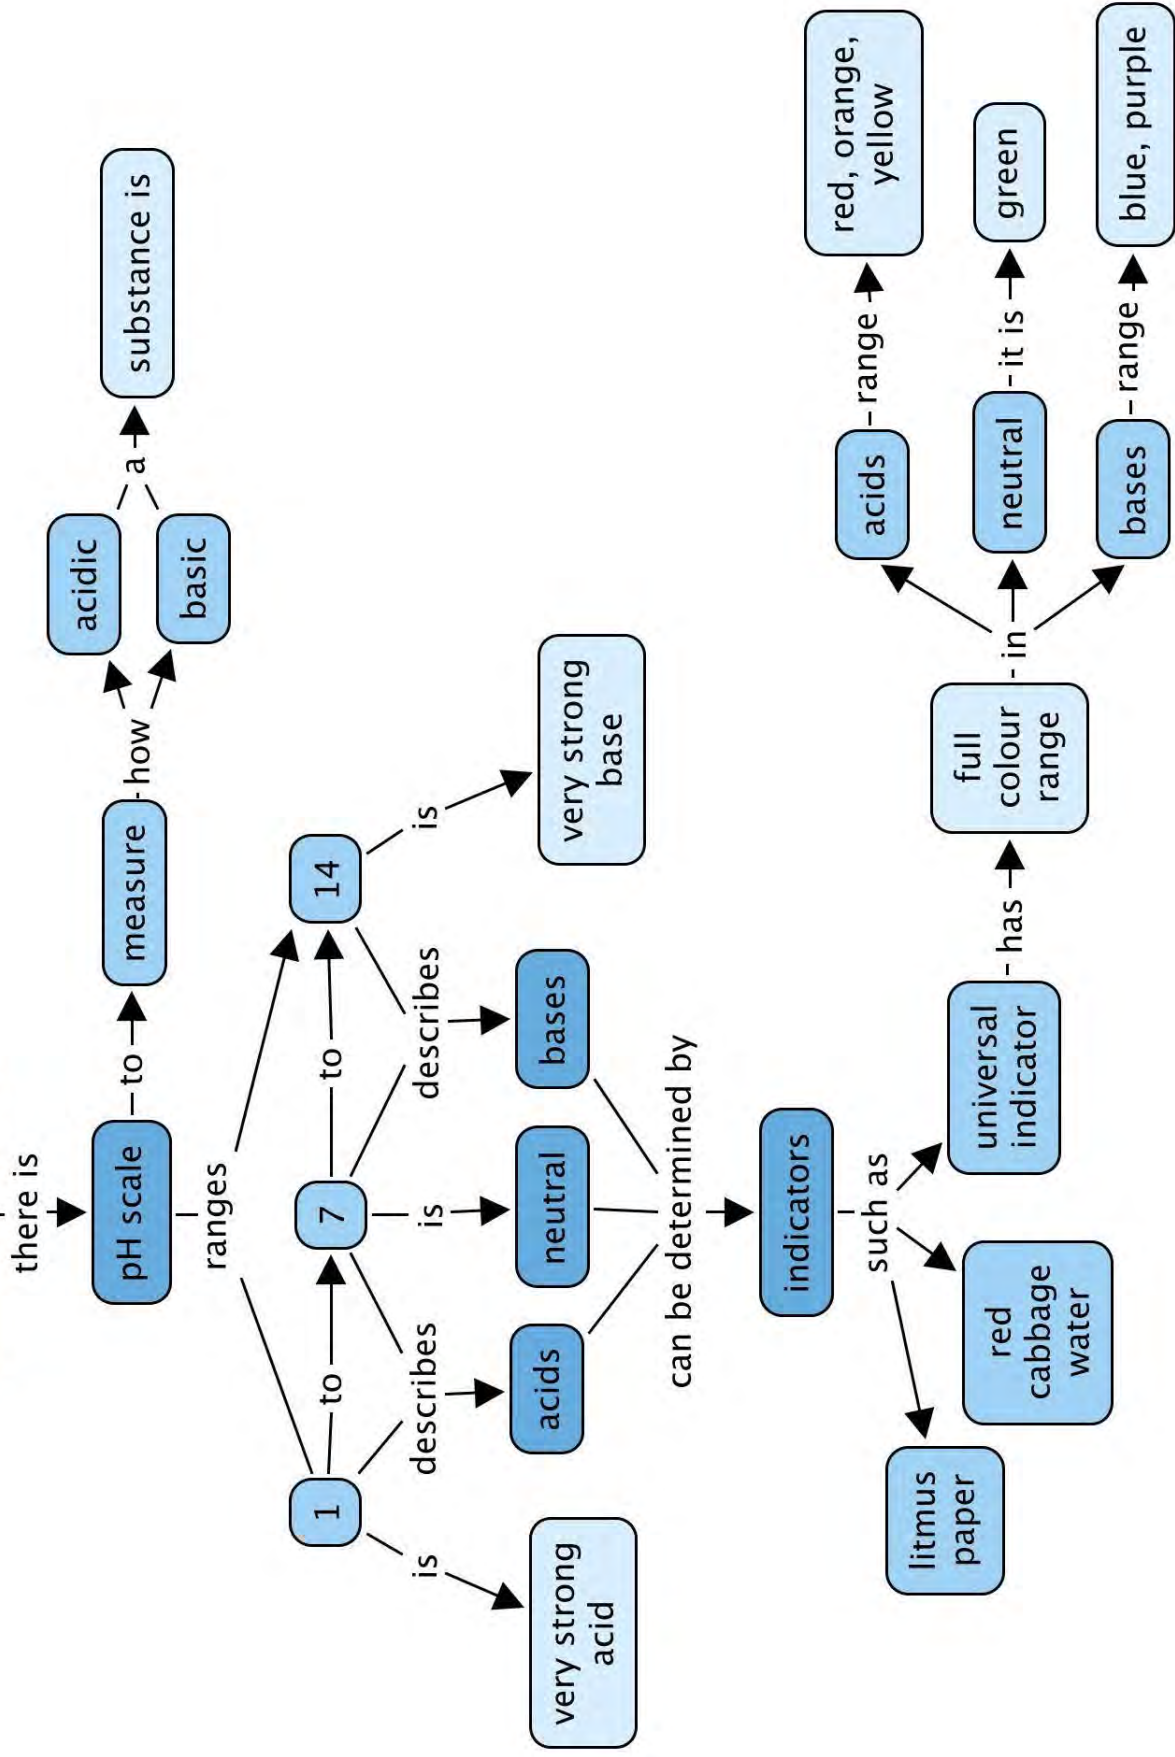 there is
pH scale
to
measure
how
acidic
basic
a
substance is
ranges
1
to
7
to
14
is
very strong
acid
describes
acids
is
neutral
describes
bases
is
very strong
base
can be determined by
indicators
such as
litmus
paper
red
cabbage
water
universal
indicator
has
full
colour
range
in
acids
range
red, orange,
yellow
neutral
it is
green
bases
range
blue, purple